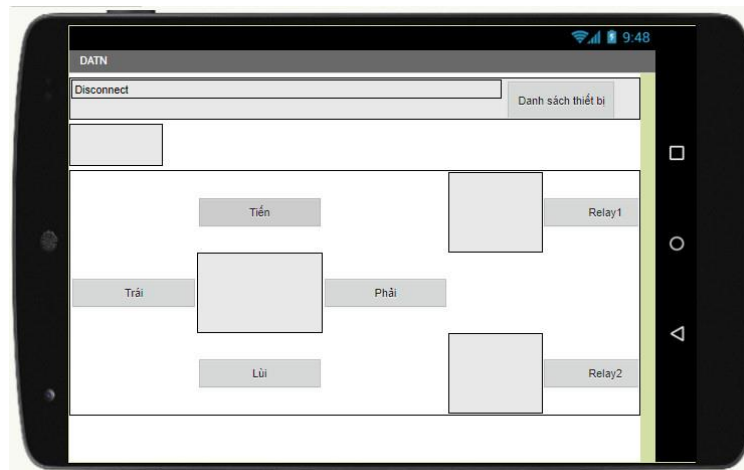 9:48
DATN
Disconnect
Danh sách thiết bị
Tiến
Relay1
Trái
Phải
Lùi
Relay2